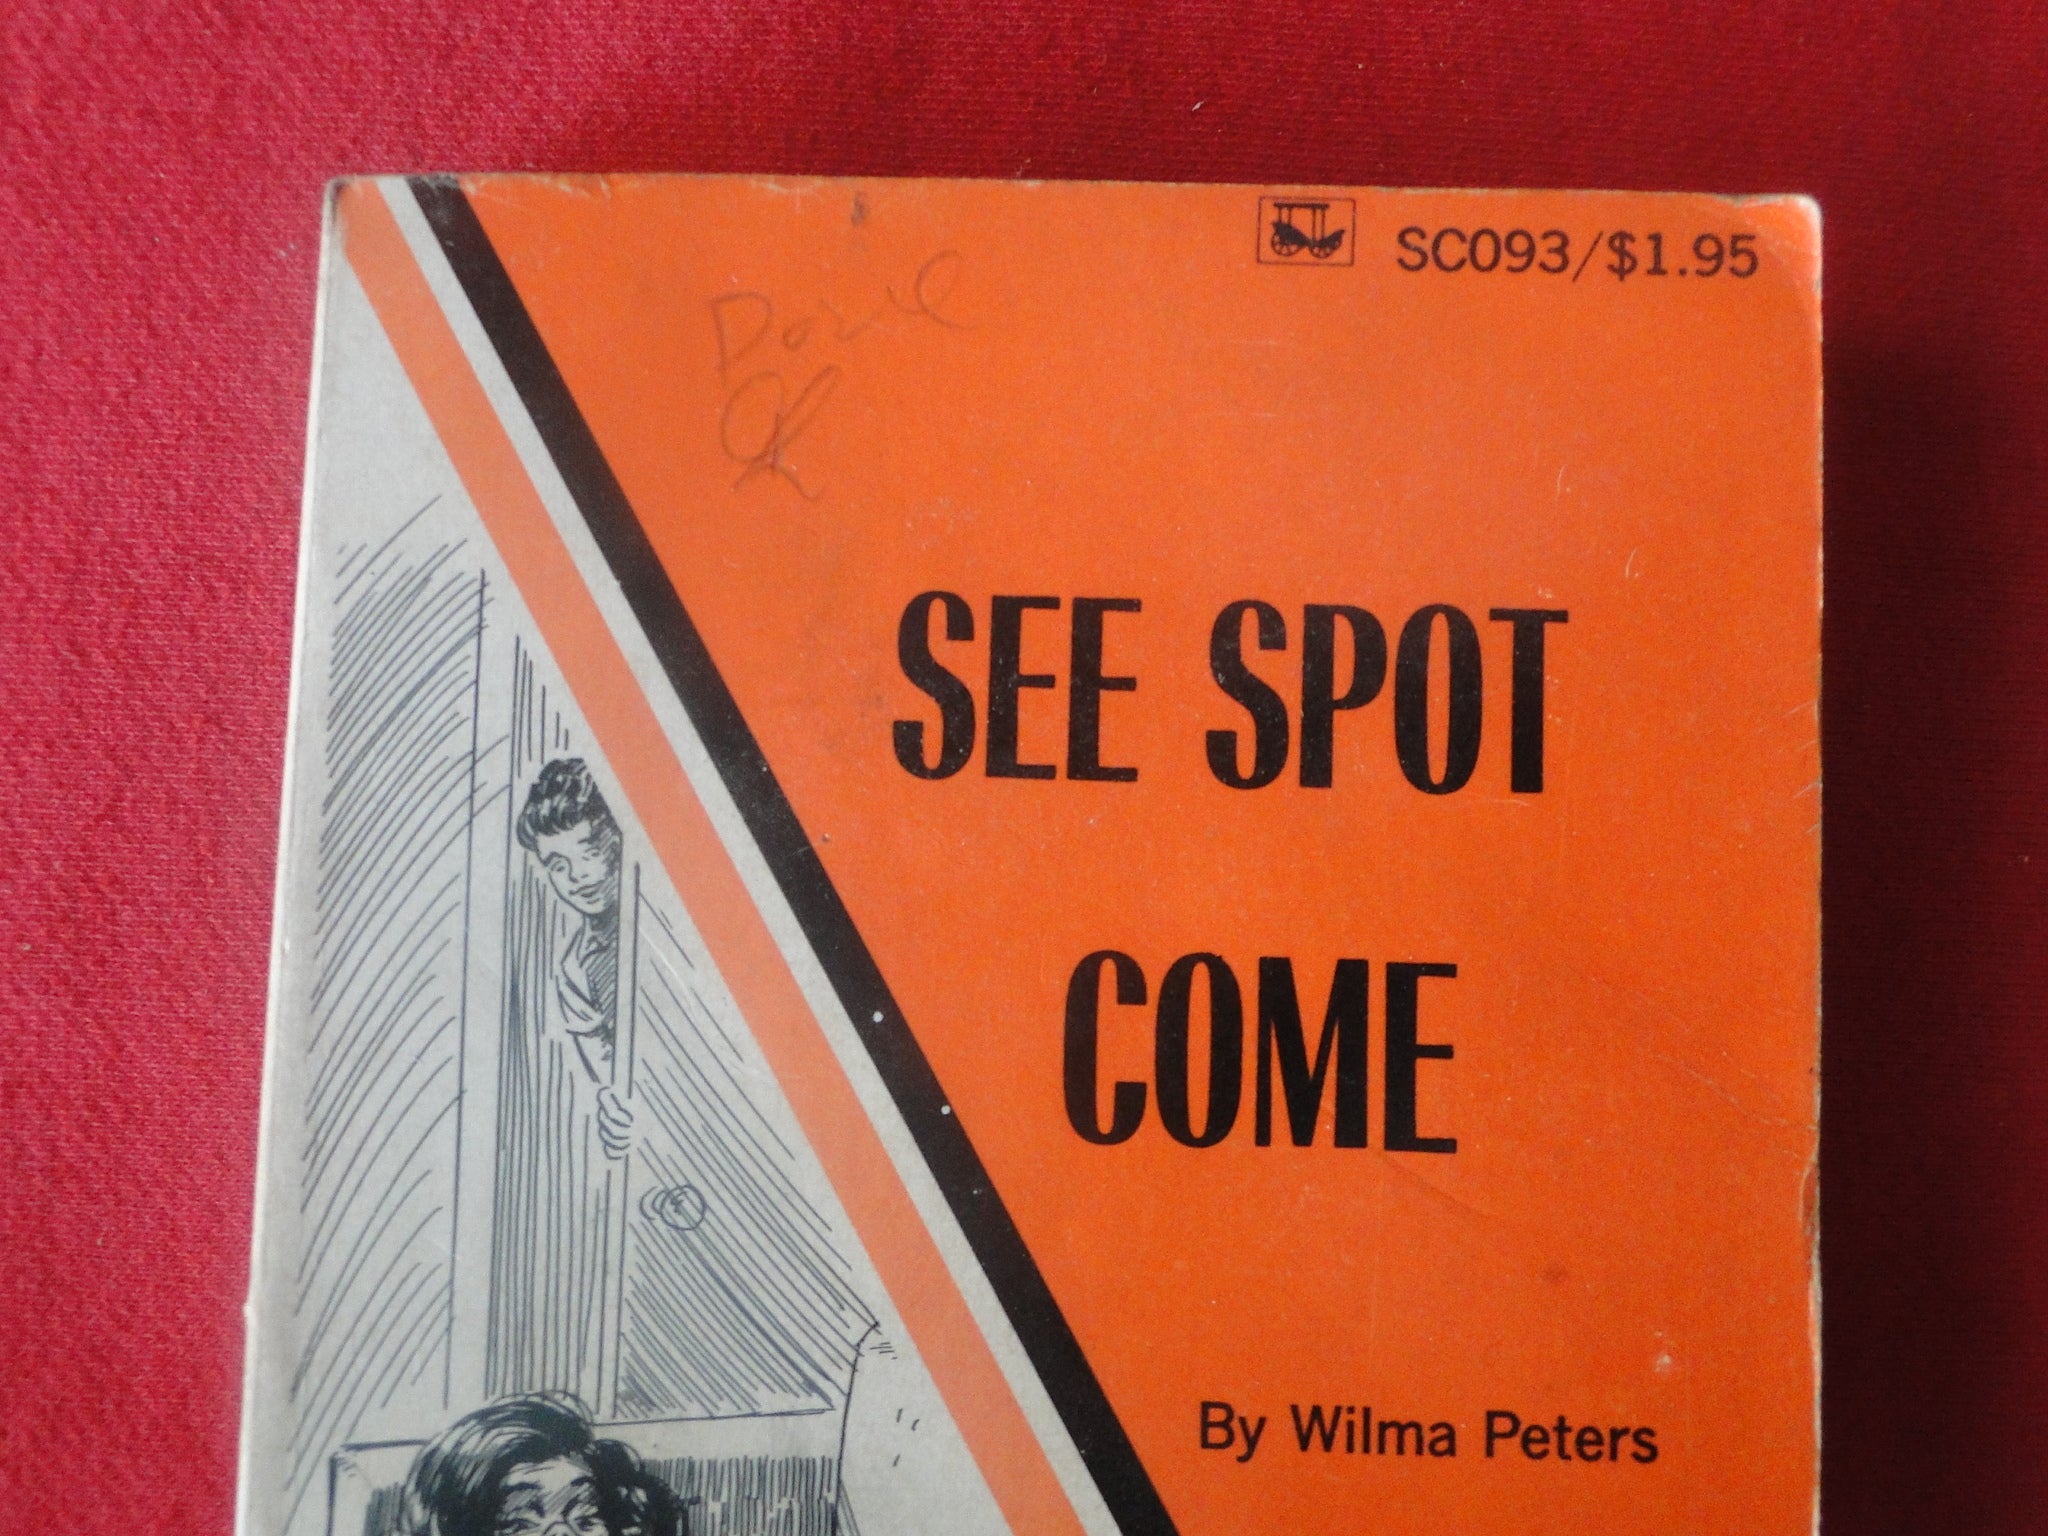 SC093/$1.95
SEE SPOT
COME
By Wilma Peters